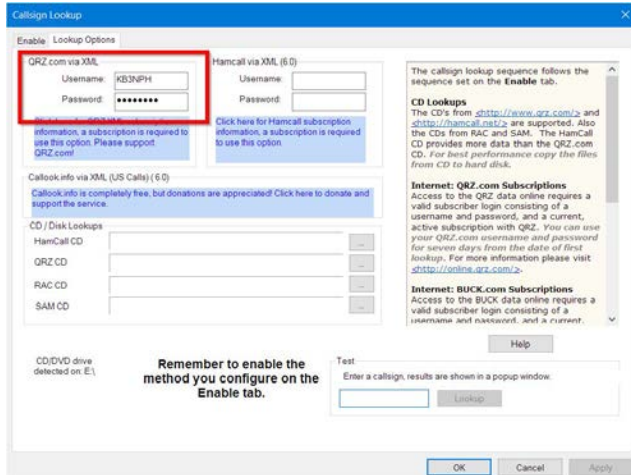 Callsign Lookup
Enable Lookup Options
QRZ.com via XML
Username: KB3NPH
Password: ••••••••
information, a subscription is required to
use this option. Please support
QRZ.com!
Hamcall via XML (6.0)
Username:
Password:
Click here for Hamcall subscription
information, a subscription is required
to use this option.
Callook.info via XML (US Calls) (6.0)
Callook.info is completely free, but donations are appreciated! Click here to donate and
support the service.
CD / Disk Lookups
HamCall CD ...
QRZ CD ...
RAC CD ...
SAM CD ...
CD/DVD drive
detected on: E:\
Remember to enable the
method you configure on the
Enable tab.
The callsign lookup sequence follows the
sequence set on the Enable tab.
CD Lookups
The CD's from <http://www.qrz.com/> and
<http://hamcall.net/> are supported. Also
the CDs from RAC and SAM. The HamCall
CD provides more data than the QRZ.com
CD. For best performance copy the files
from CD to hard disk.
Internet: QRZ.com Subscriptions
Access to the QRZ data online requires a
valid subscriber login consisting of a
username and password, and a current,
active subscription with QRZ. You can use
your QRZ.com username and password
for seven days from the date of first
lookup. For more information please visit
<http://online.qrz.com/>.
Internet: BUCK.com Subscriptions
Access to the BUCK data online requires a
valid subscriber login consisting of a
username and password, and a current,
Help
Test
Enter a callsign, results are shown in a popup window.
Lookup
OK Cancel Apply